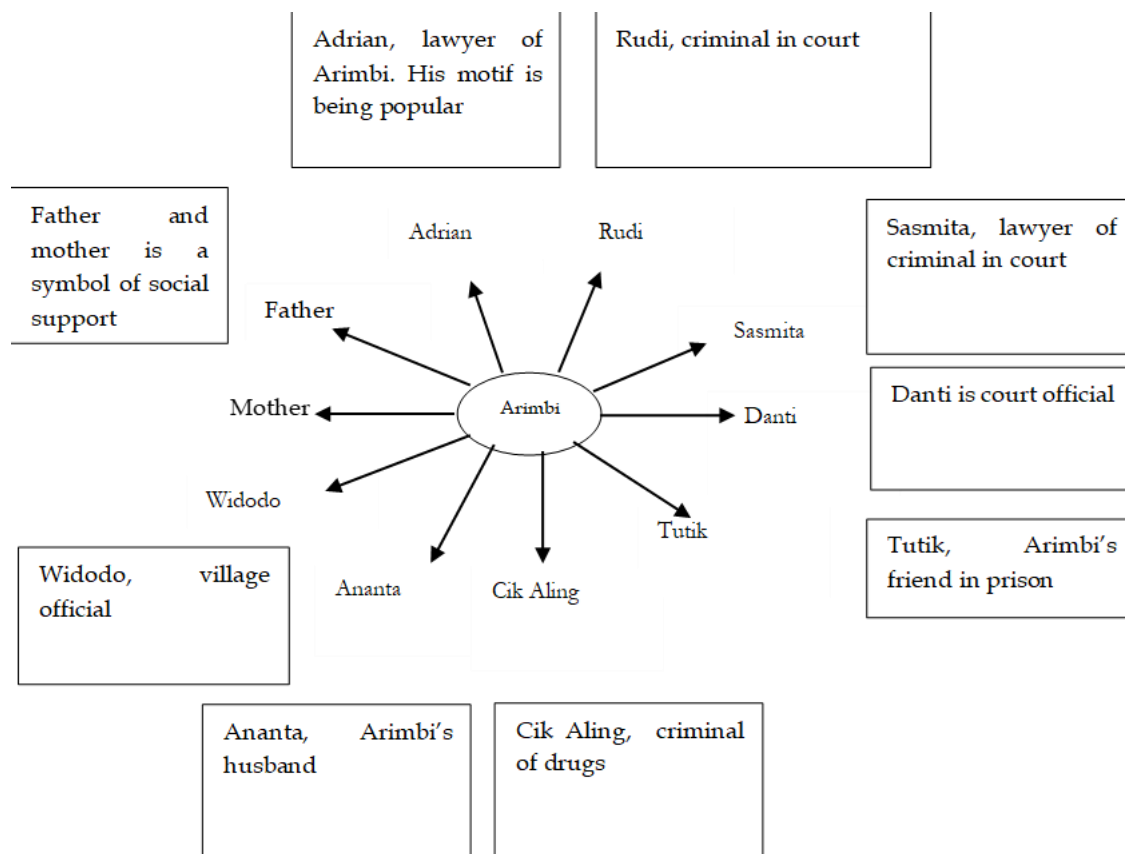 Adrian, lawyer of
Arimbi. His motif is
being popular
Rudi, criminal in court
Father and
mother is a
symbol of social
support
Adrian
Rudi
Sasmita, lawyer of
criminal in court
Father
Sasmita
Mother
Arimbi
Danti
Danti is court official
Widodo
Tutik
Ananta
Cik Aling
Tutik, Arimbi's
friend in prison
Widodo, village
official
Ananta, Arimbi's
husband
Cik Aling, criminal
of drugs